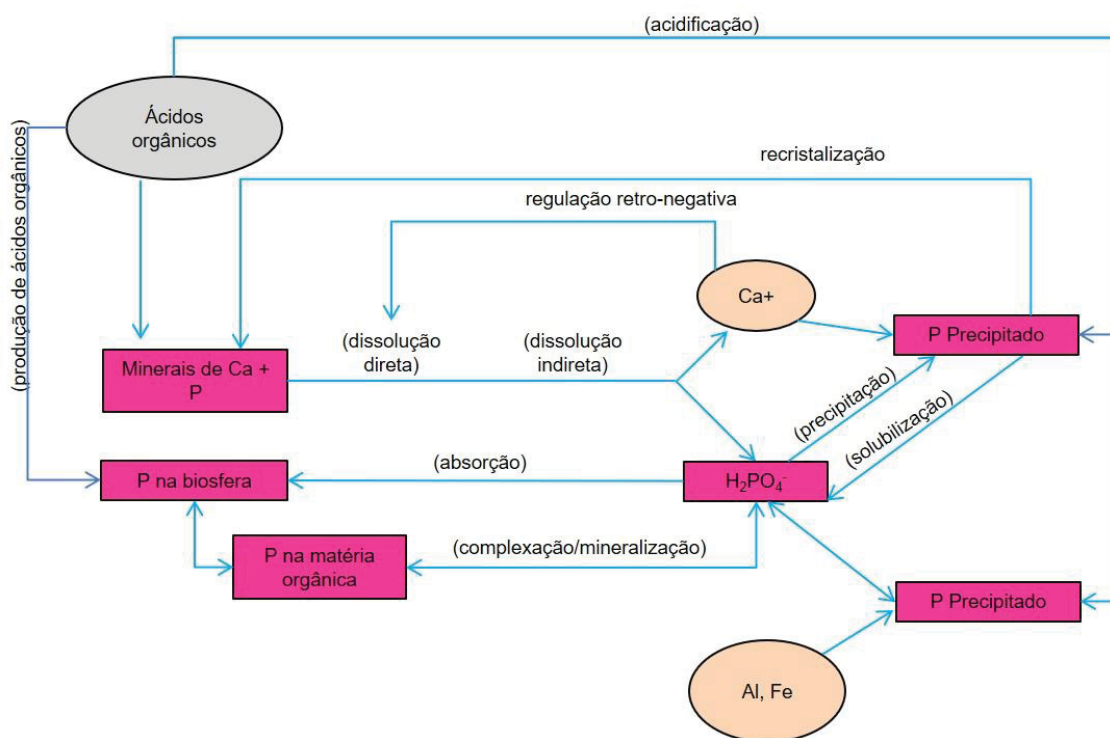 (acidificação)
Ácidos
orgânicos
(produção de ácidos orgânicos)
recristalização
regulação retro-negativa
Ca+
P Precipitado
(dissolução
direta)
(dissolução
indireta)
Minerais de Ca +
P
(precipitação)
(solubilização)
(absorção)
P na biosfera
H₂PO₄⁻
P na matéria
orgânica
(complexação/mineralização)
P Precipitado
Al, Fe